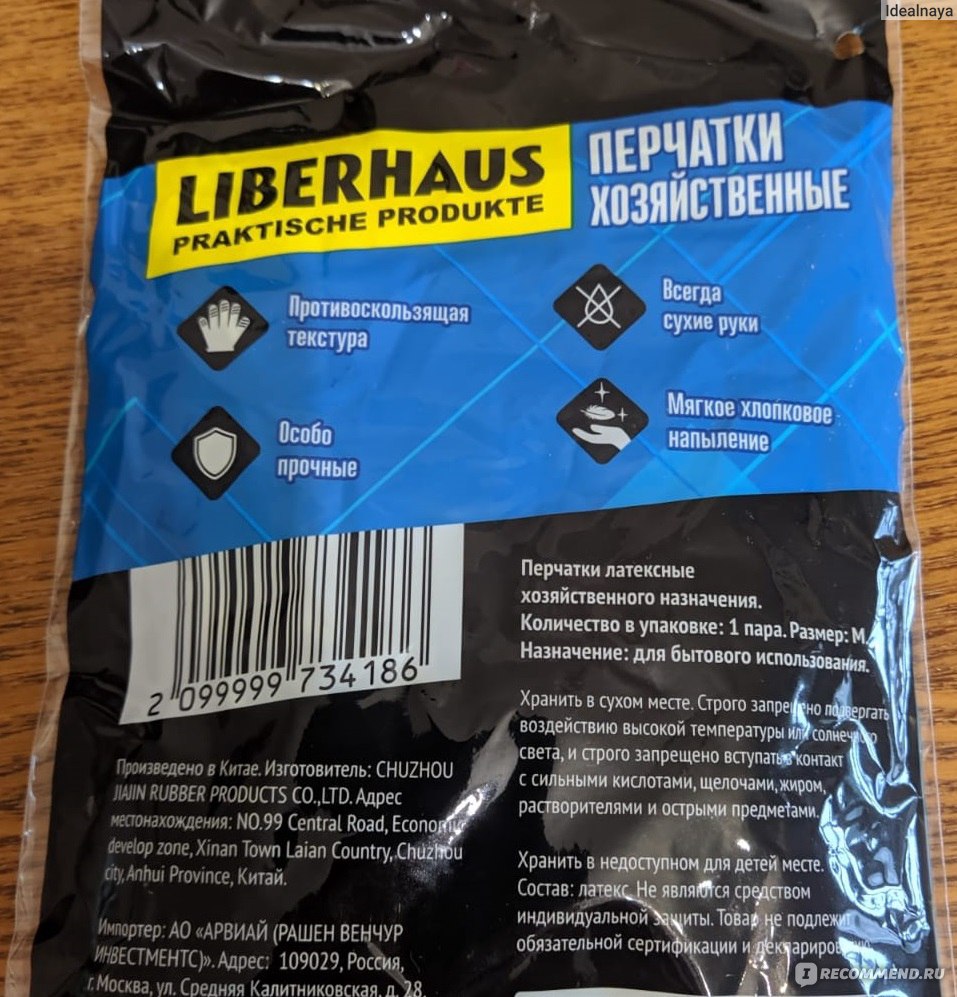 Idealnaya
LIBERHAUS
PRAKTISCHE PRODUKTE
ПЕРЧАТКИ
ХОЗЯЙСТВЕННЫЕ
Противоскользящая
текстура
Всегда
сухие руки
Особо
прочные
Мягкое хлопковое
напыление
2 099999 734186
Перчатки латексные
хозяйственного назначения.
Количество в упаковке: 1 пара. Размер: M.
Назначение: для бытового использования.
Хранить в сухом месте. Строго запрещено подвергать
воздействию высокой температуры или солнечного
света, и строго запрещено вступать в контакт
с сильными кислотами, щелочами, жиром,
растворителями и острыми предметами.
Хранить в недоступном для детей месте.
Состав: латекс. Не являются средством
индивидуальной защиты. Товар не подлежит
обязательной сертификации и
Произведено в Китае. Изготовитель: CHUZHOU
JIAJIN RUBBER PRODUCTS CO.,LTD. Адрес
местонахождения: NO.99 Central Road, Economic
develop zone, Xinan Town Laian Country, Chuzhou
city, Anhui Province, Китай.
Импортер: АО «АРВИАЙ (РАШЕН ВЕНЧУР
ИНВЕСТМЕНТС)». Адрес: 109029, Россия,
г. Москва, ул. Средняя Калитниковская, д. 28.
IRECOMMEND.RU